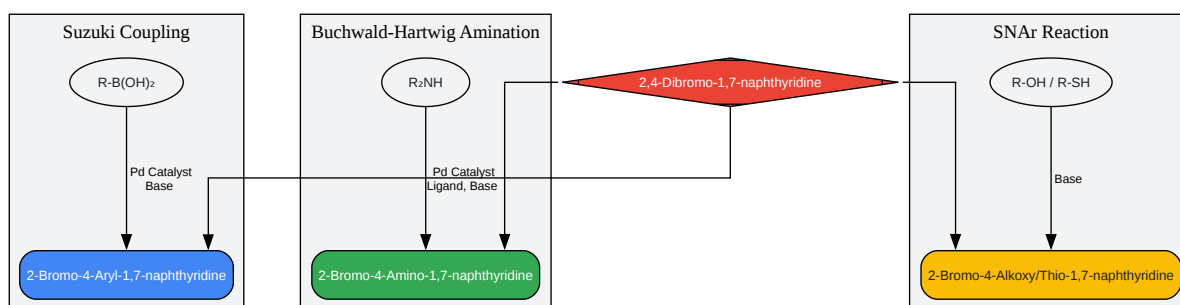 Suzuki Coupling
R-B(OH)₂
Pd Catalyst
Base
2-Bromo-4-Aryl-1,7-naphthyridine
Buchwald-Hartwig Amination
R₂NH
Pd Catalyst
Ligand, Base
2-Bromo-4-Amino-1,7-naphthyridine
2,4-Dibromo-1,7-naphthyridine
SNAr Reaction
R-OH / R-SH
Base
2-Bromo-4-Alkoxy/Thio-1,7-naphthyridine